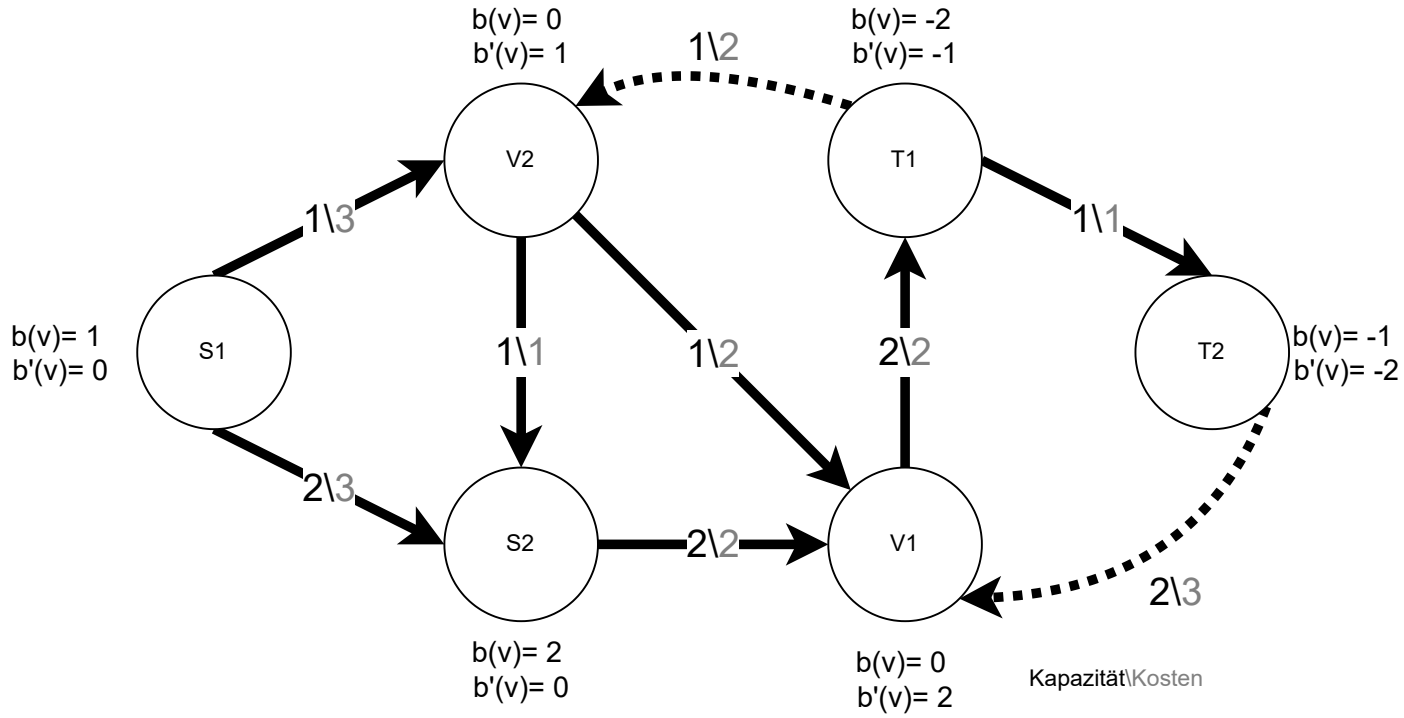 b(v)= 0
b'(v)= 1
b(v)= -2
b'(v)= -1
1\2
V2
T1
1\3
1\1
b(v)= 1
b'(v)= 0
S1
1\1
1\2
2\2
T2
b(v)= -1
b'(v)= -2
2\3
S2
2\2
V1
2\3
b(v)= 2
b'(v)= 0
b(v)= 0
b'(v)= 2
Kapazität\Kosten